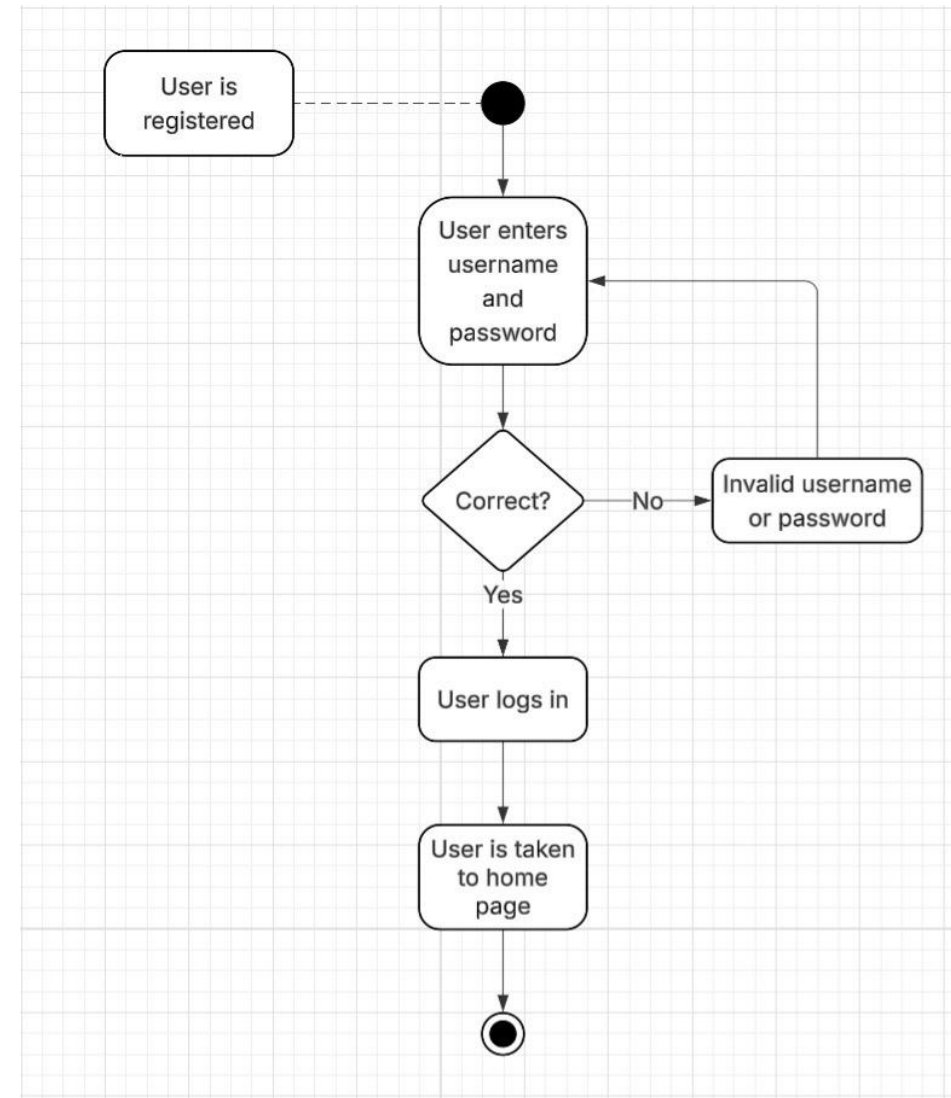 User is
registered
User enters
username
and
password
Correct?
No
Invalid username
or password
Yes
User logs in
User is taken
to home
page